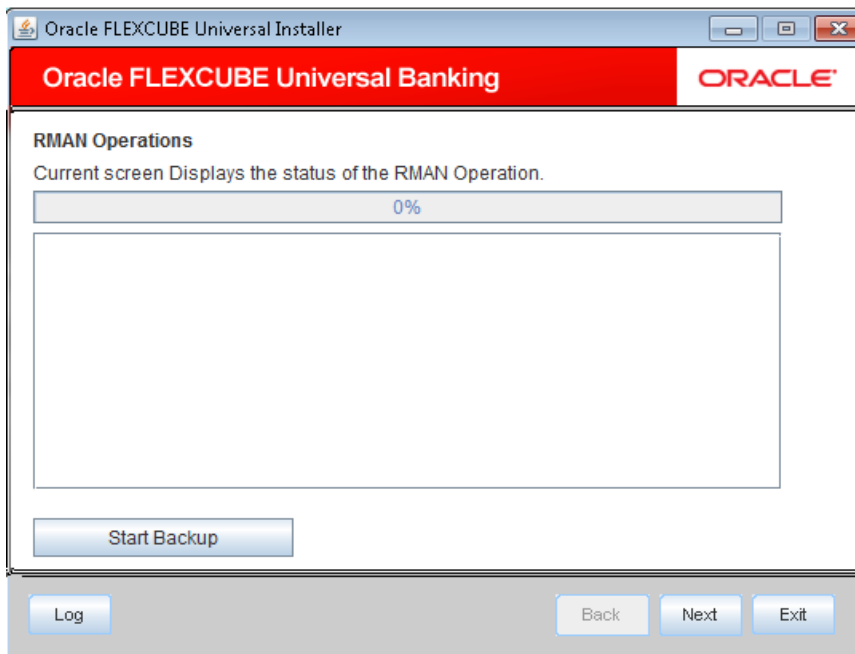 Oracle FLEXCUBE Universal Installer
Oracle FLEXCUBE Universal Banking
ORACLE
RMAN Operations
Current screen Displays the status of the RMAN Operation.
0%
Start Backup
Log
Back
Next
Exit